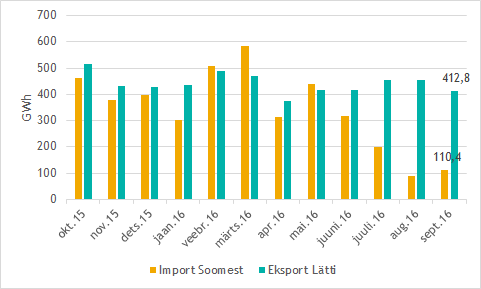 700
600
500
400
300
200
100
0
GWh
412,8
110,4
okt.15
nov.15
dets.15
jaan.16
veebr.16
märts.16
apr.16
mai.16
juuni.16
juuli.16
aug.16
sept.16
Import Soomest
Eksport Lätti